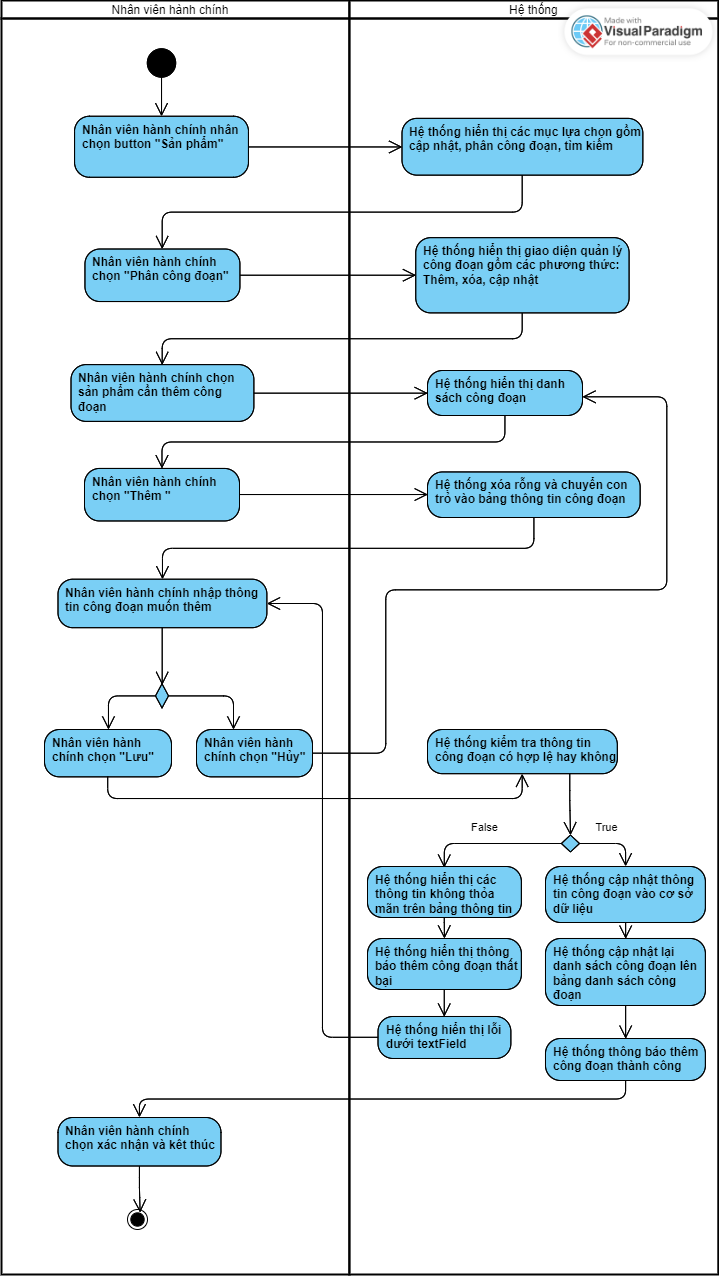 Nhân viên hành chính
Hệ thống
Made with
VisualParadigm
For non-commercial use
Nhân viên hành chính nhấn
chọn button "Sản phẩm"
Hệ thống hiển thị các mục lựa chọn gồm
cập nhật, phân công đoạn, tìm kiếm
Nhân viên hành chính
chọn "Phân công đoạn"
Hệ thống hiển thị giao diện quản lý
công đoạn gồm các phương thức:
Thêm, xóa, cập nhật
Nhân viên hành chính chọn
sản phẩm cần thêm công
đoạn
Hệ thống hiển thị danh
sách công đoạn
Nhân viên hành chính
chọn "Thêm "
Hệ thống xóa rỗng và chuyển con
trỏ vào bảng thông tin công đoạn
Nhân viên hành chính nhập thông
tin công đoạn muốn thêm
Nhân viên hành
chính chọn "Lưu"
Nhân viên hành
chính chọn "Hủy"
Hệ thống kiểm tra thông tin
công đoạn có hợp lệ hay không
False
True
Hệ thống hiển thị các
thông tin không thỏa
mãn trên bảng thông tin
Hệ thống cập nhật thông
tin công đoạn vào cơ sở
dữ liệu
Hệ thống hiển thị thông
báo thêm công đoạn thất
bại
Hệ thống cập nhật lại
danh sách công đoạn lên
bảng danh sách công
đoạn
Hệ thống hiển thị lỗi
dưới textField
Hệ thống thông báo thêm
công đoạn thành công
Nhân viên hành chính
chọn xác nhận và kêt thúc